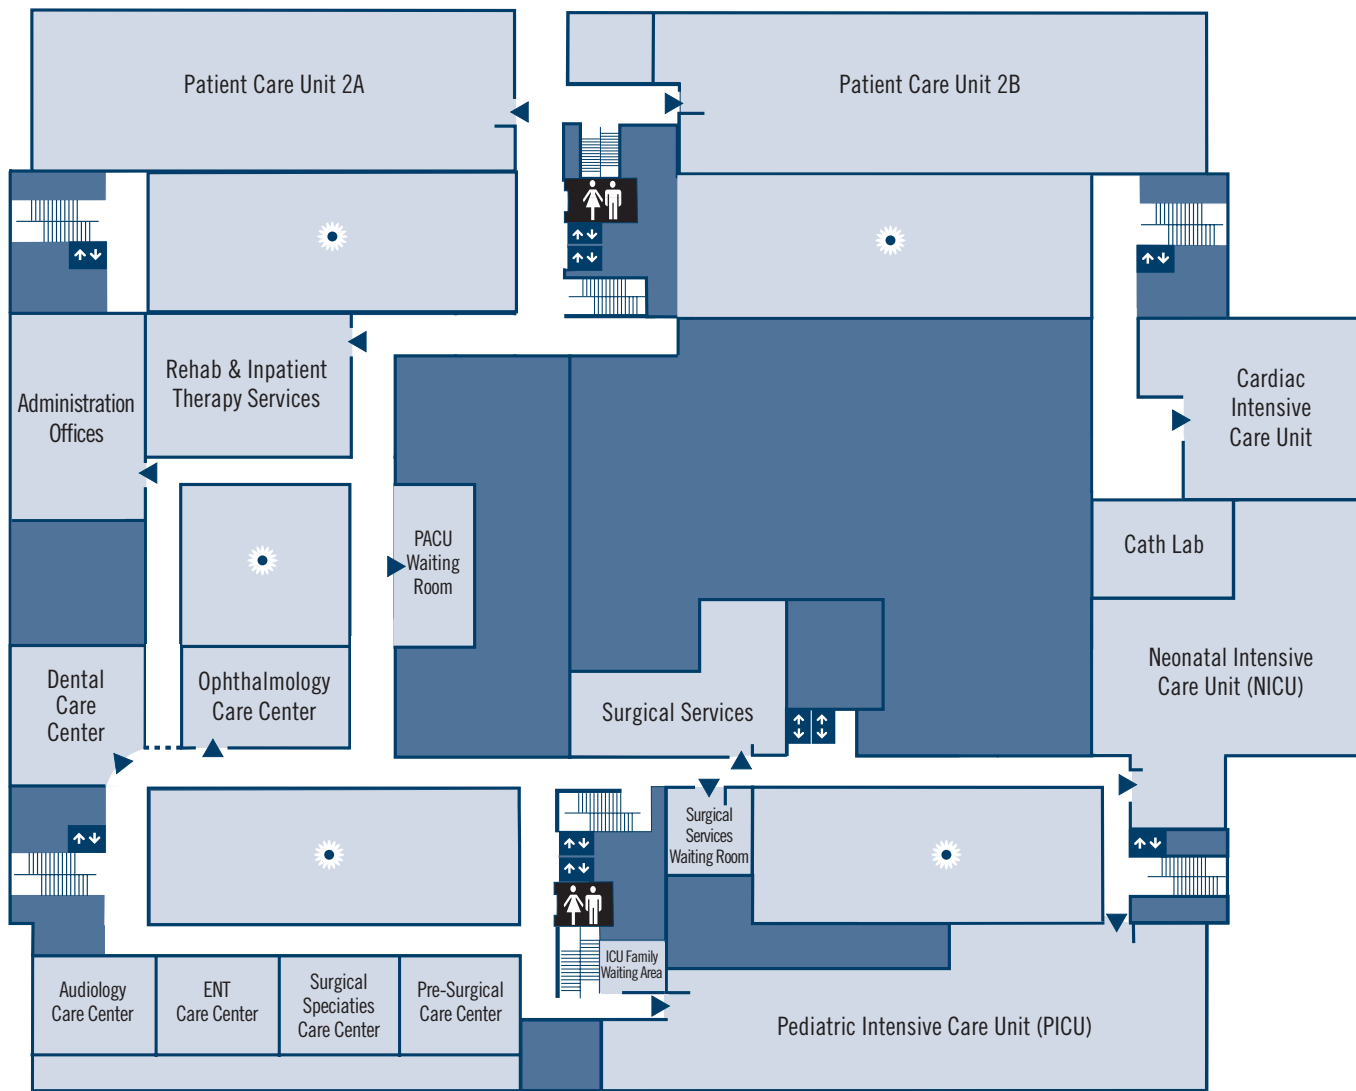 Patient Care Unit 2A
Patient Care Unit 2B
Rehab & Inpatient
Therapy Services
Administration
Offices
Cardiac
Intensive
Care Unit
PACU
Waiting
Room
Cath Lab
Neonatal Intensive
Care Unit (NICU)
Dental
Care
Center
Ophthalmology
Care Center
Surgical Services
Surgical
Services
Waiting Room
ICU Family
Waiting Area
Audiology
Care Center
ENT
Care Center
Surgical
Speciaties
Care Center
Pre-Surgical
Care Center
Pediatric Intensive Care Unit (PICU)